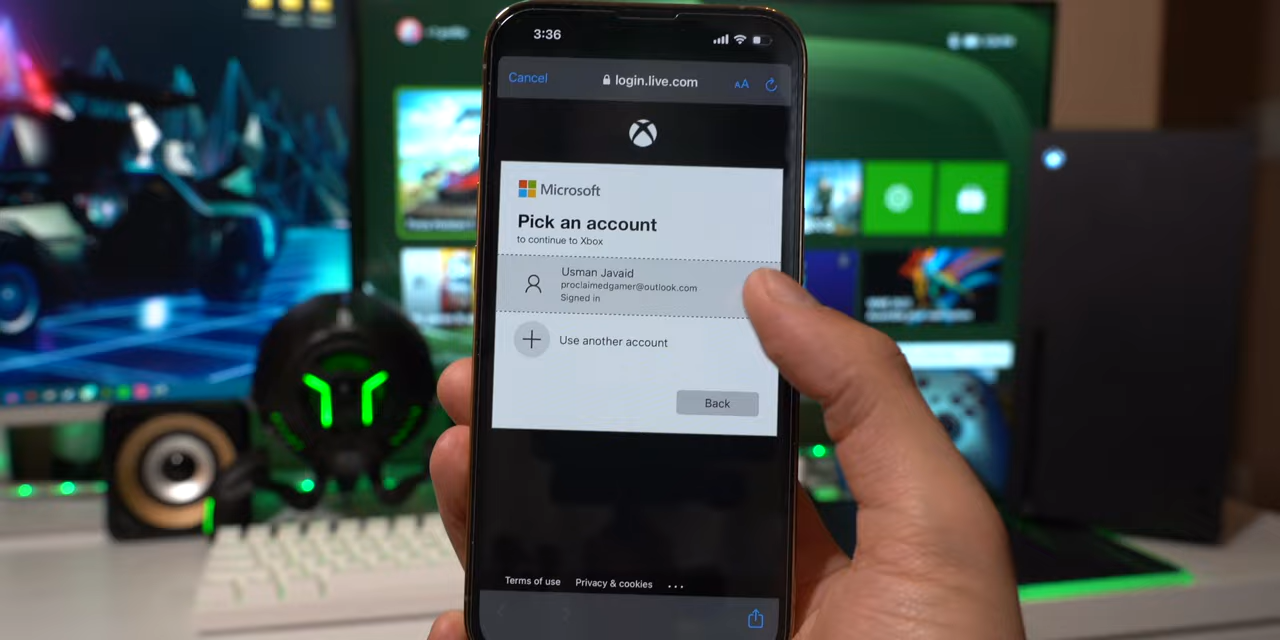 3:36
Cancel
login.live.com
AA
Microsoft
Pick an account
to continue to Xbox
Usman Javaid
proclaimedgamer@outlook.com
Signed in
Use another account
Back
Terms of use Privacy & cookies ...